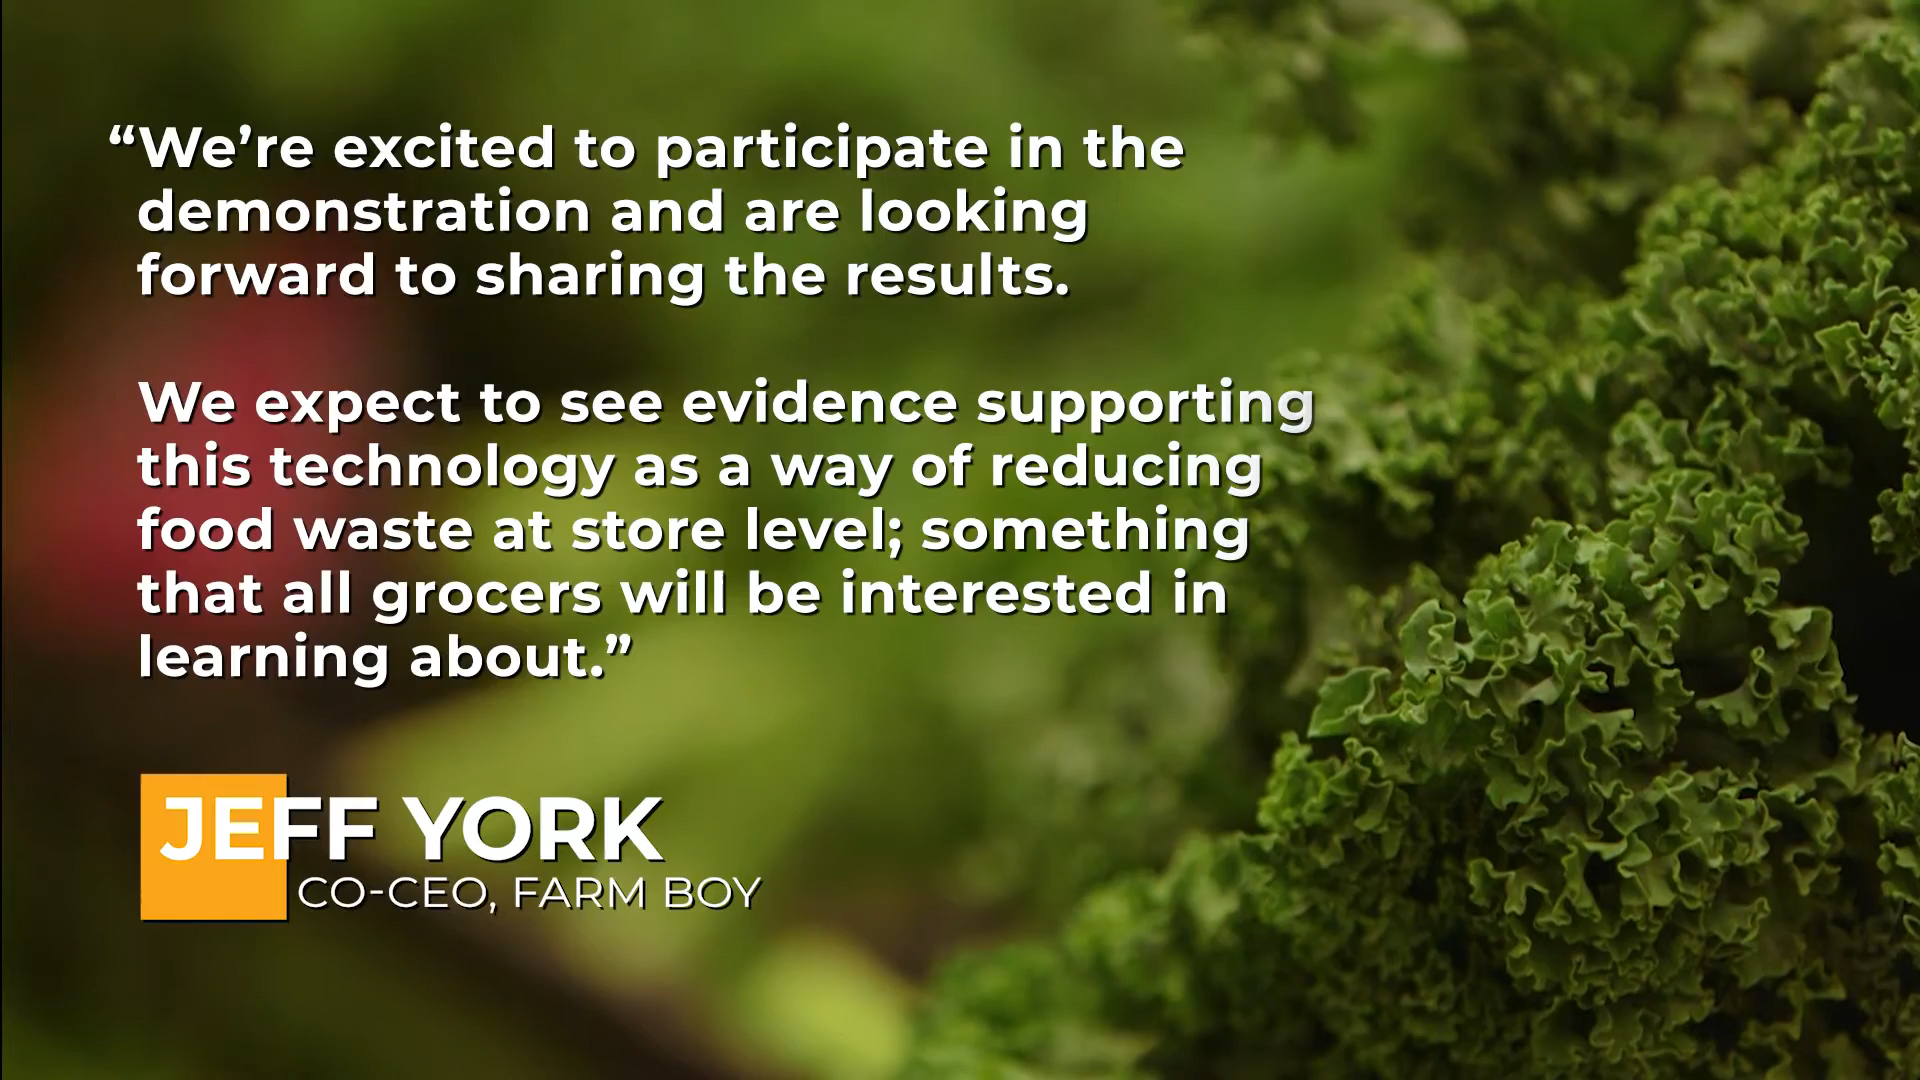 “We’re excited to participate in the
demonstration and are looking
forward to sharing the results.
We expect to see evidence supporting
this technology as a way of reducing
food waste at store level; something
that all grocers will be interested in
learning about.”
JEFF YORK
CO-CEO, FARM BOY